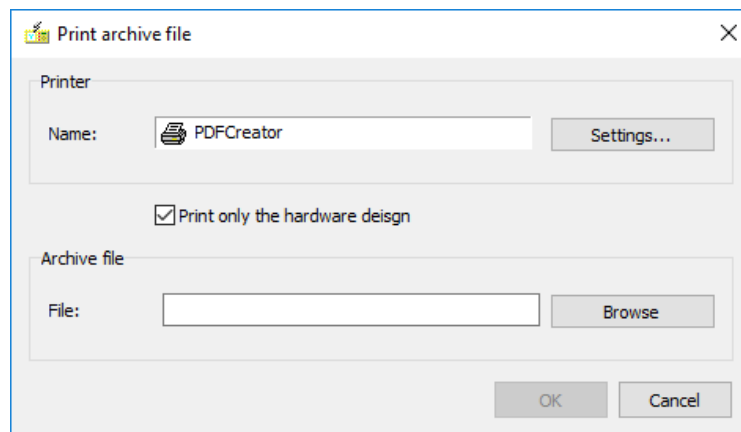 Print archive file
Printer
Name: PDFCreator Settings...
Print only the hardware deisgn
Archive file
File: Browse
OK Cancel